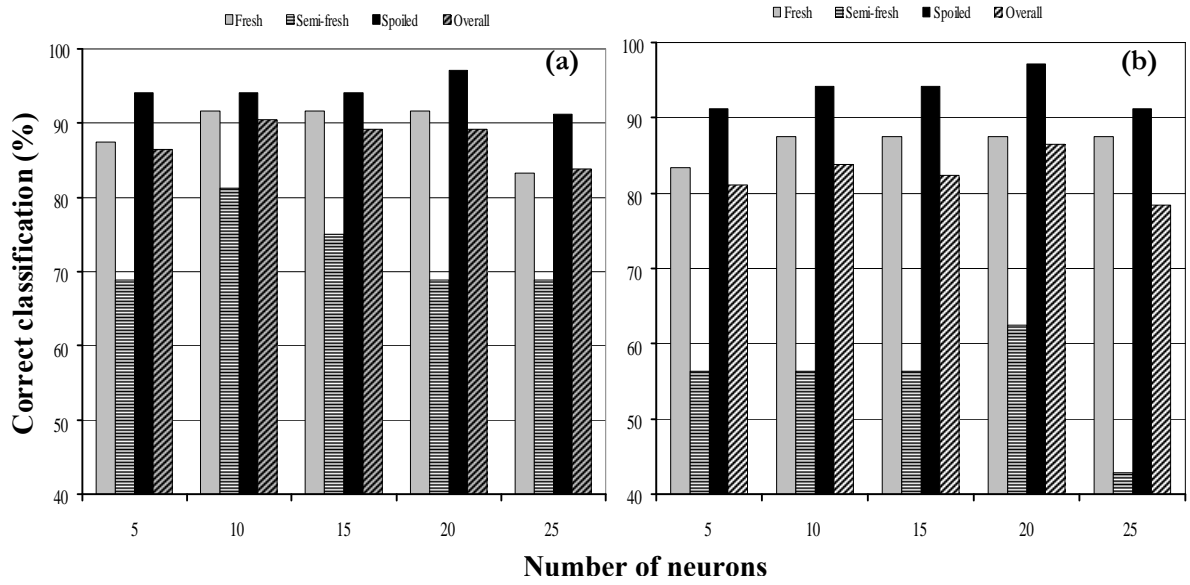 Fresh Semi-fresh Spoiled Overall
Fresh Semi-fresh Spoiled Overall
(a)
(b)
Correct classification (%)
100
90
80
70
60
50
40
5 10 15 20 25
100
90
80
70
60
50
40
5 10 15 20 25
Number of neurons